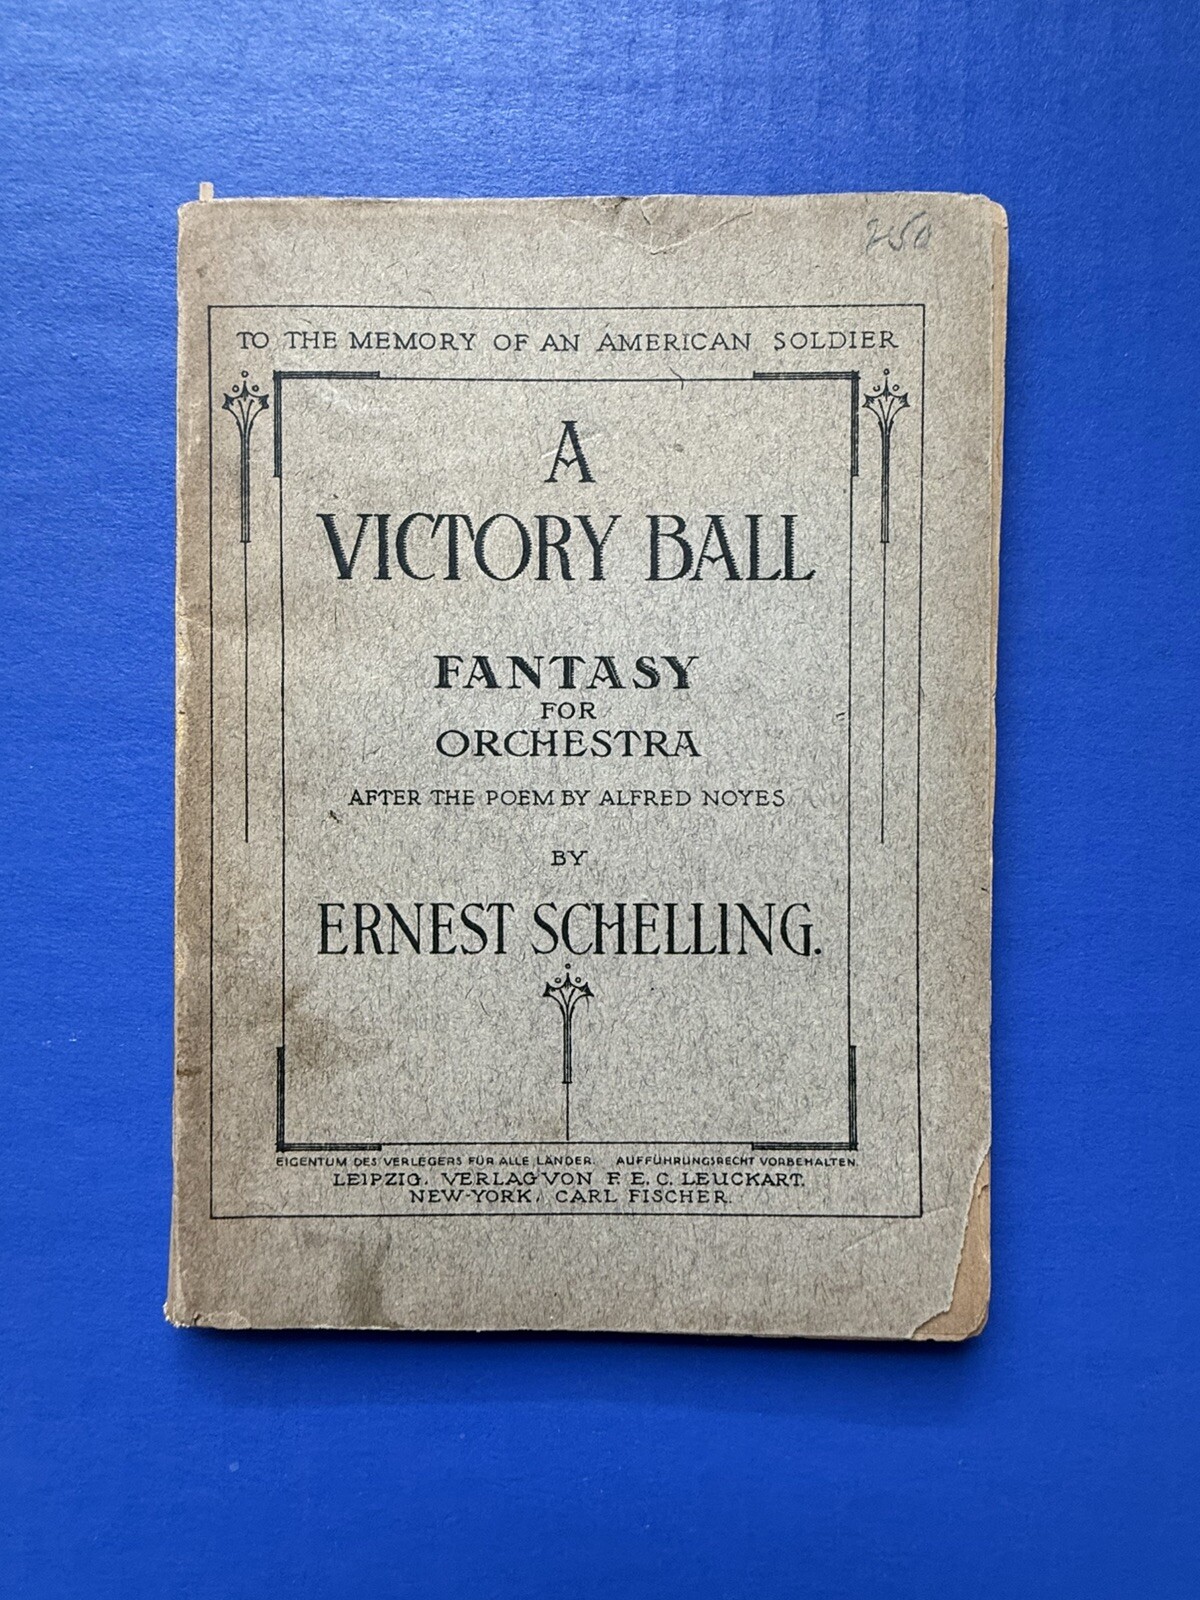 250
TO THE MEMORY OF AN AMERICAN SOLDIER
A
VICTORY BALL
FANTASY
FOR
ORCHESTRA
AFTER THE POEM BY ALFRED NOYES
BY
ERNEST SCHELLING.
EIGENTUM DES VERLEGERS FÜR ALLE LÄNDER. AUFFÜHRUNGSRECHT VORBEHALTEN.
LEIPZIG, VERLAG VON F. E. C. LEUCKART.
NEW-YORK, CARL FISCHER.